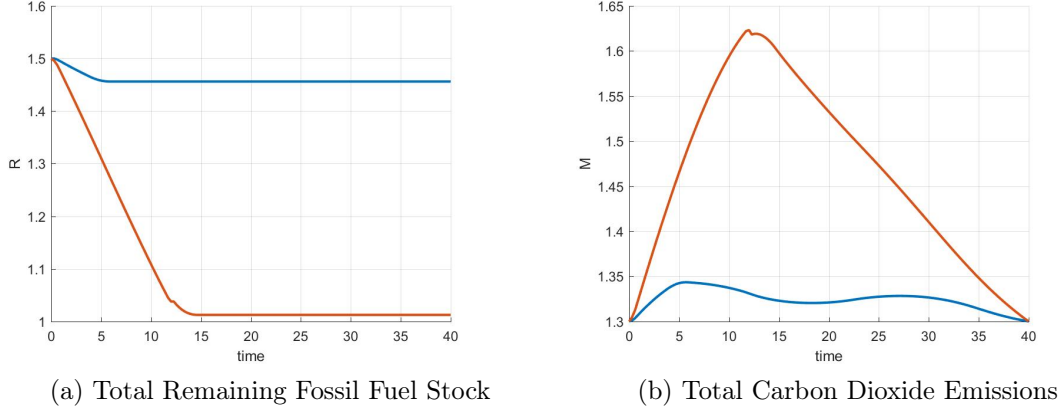 1.6
1.5
1.4
1.3
1.2
1.1
1
R
0 5 10 15 20 25 30 35 40
time
(a) Total Remaining Fossil Fuel Stock
1.65
1.6
1.55
1.5
1.45
1.4
1.35
1.3
M
0 5 10 15 20 25 30 35 40
time
(b) Total Carbon Dioxide Emissions